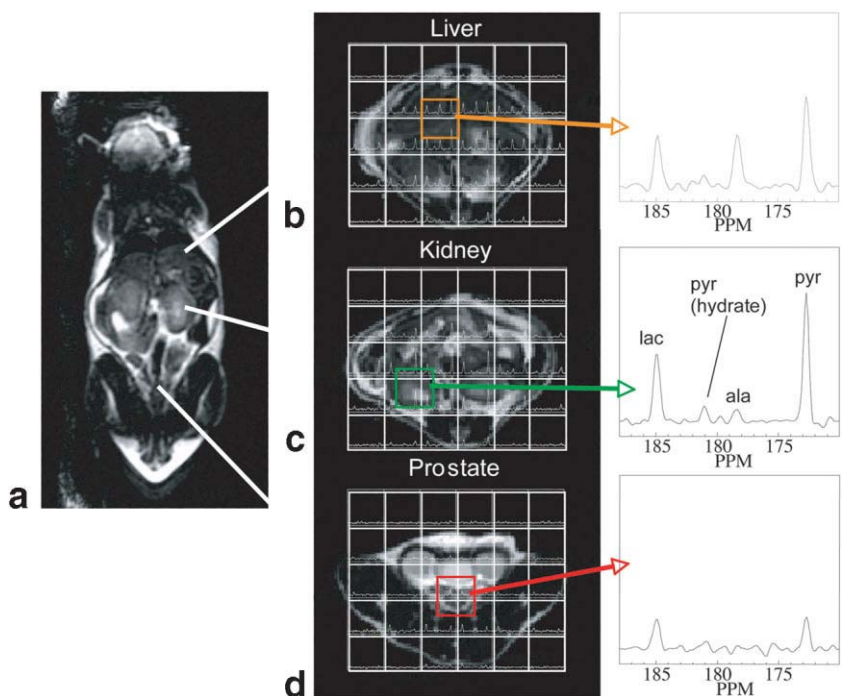 a
b
Liver
185 180 175
PPM
c
Kidney
lac
pyr
(hydrate)
ala
pyr
185 180 175
PPM
d
Prostate
185 180 175
PPM